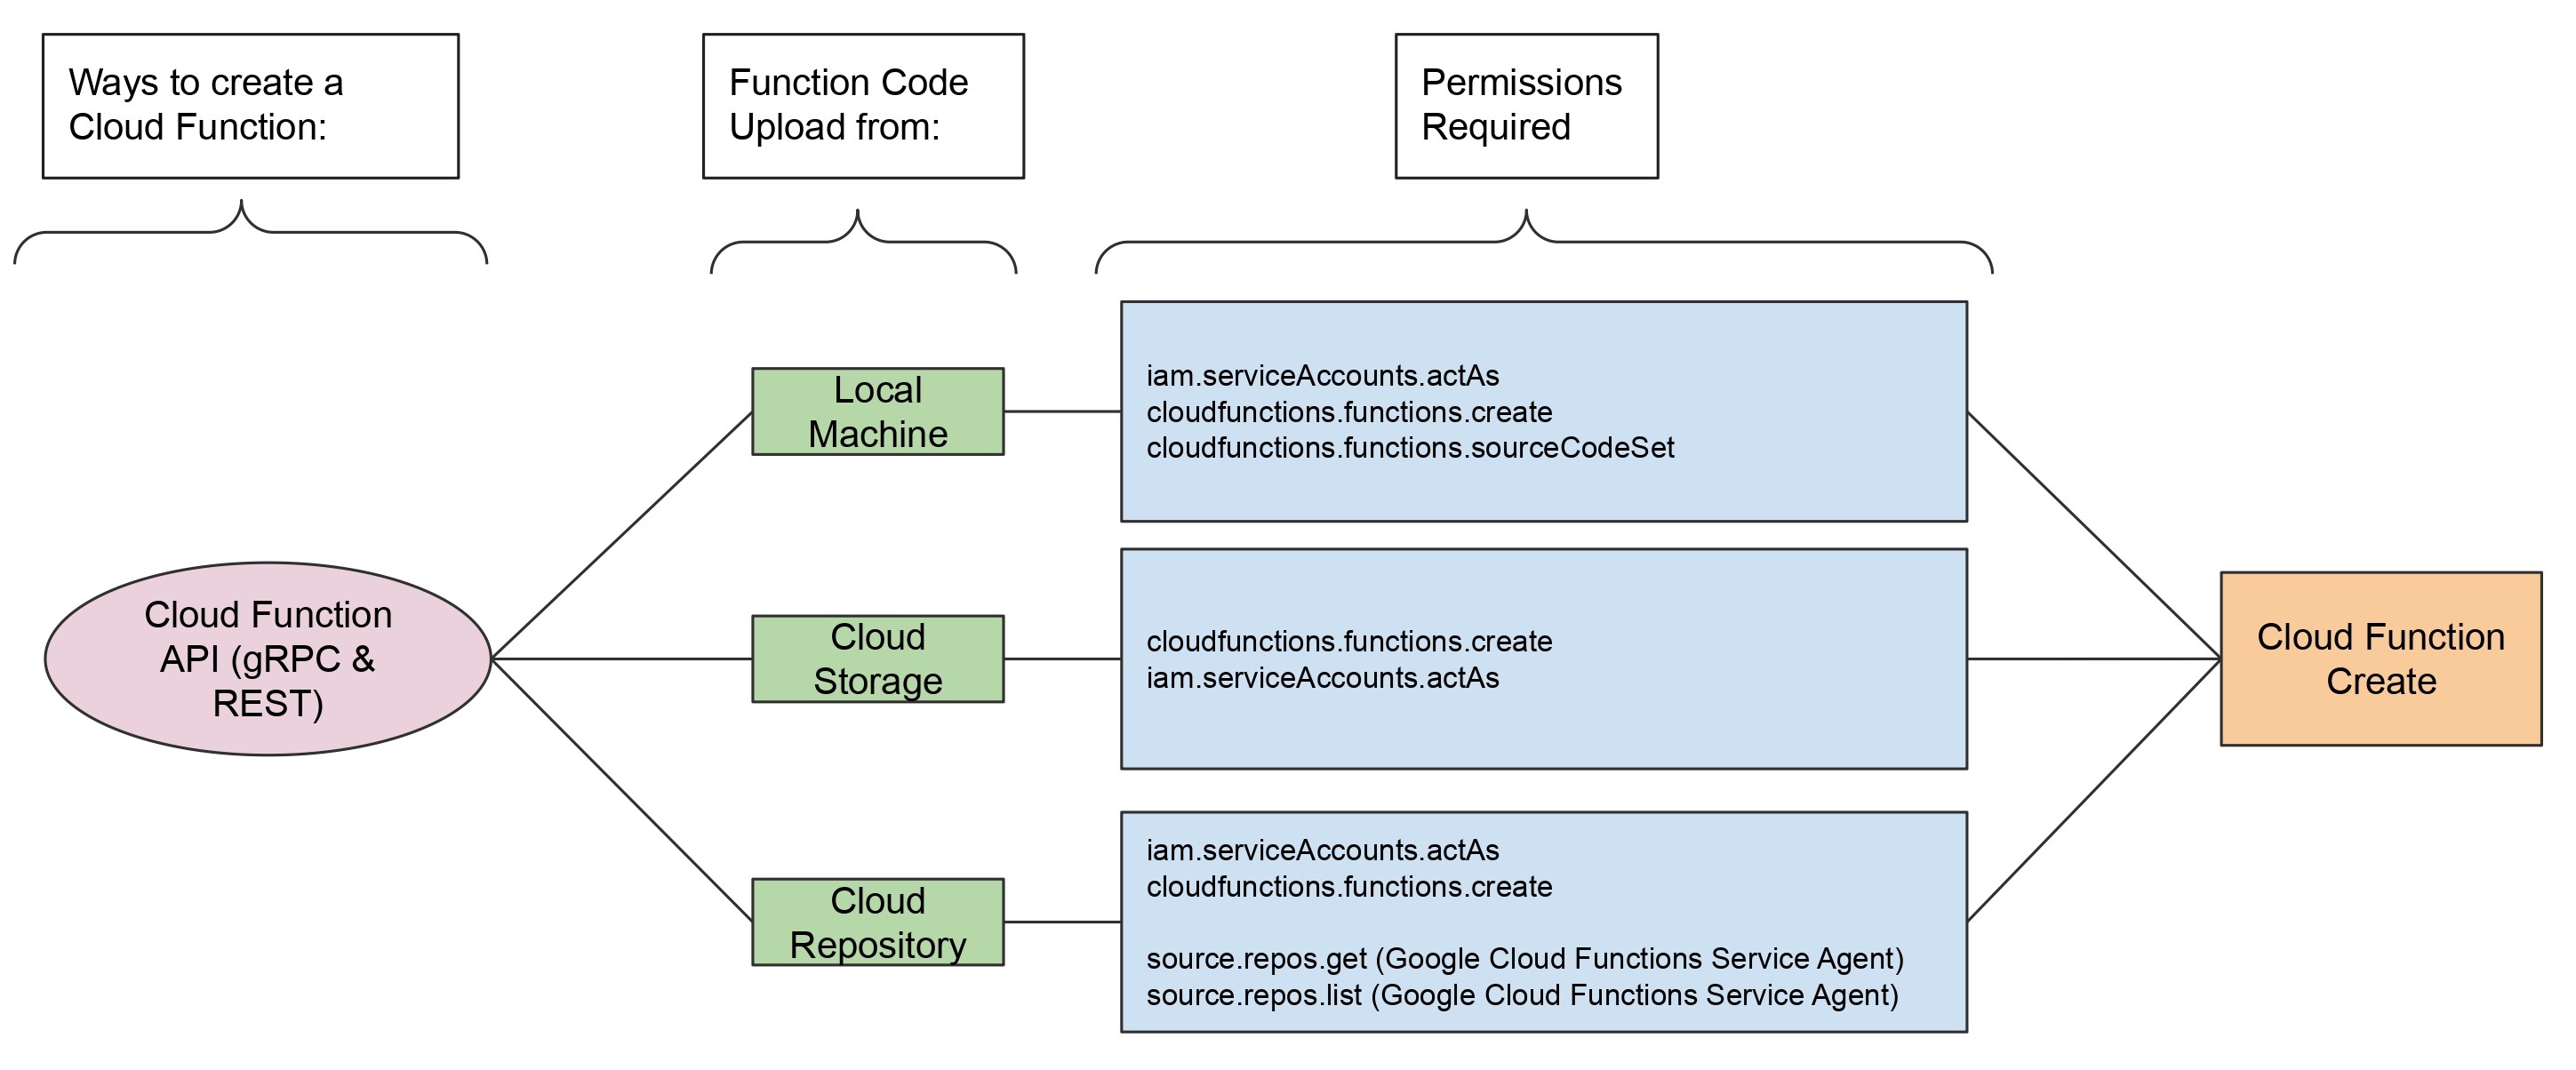 Ways to create a
Cloud Function:
Function Code
Upload from:
Permissions
Required
Cloud Function
API (gRPC &
REST)
Local
Machine
iam.serviceAccounts.actAs
cloudfunctions.functions.create
cloudfunctions.functions.sourceCodeSet
Cloud
Storage
cloudfunctions.functions.create
iam.serviceAccounts.actAs
Cloud
Repository
iam.serviceAccounts.actAs
cloudfunctions.functions.create
source.repos.get (Google Cloud Functions Service Agent)
source.repos.list (Google Cloud Functions Service Agent)
Cloud Function
Create